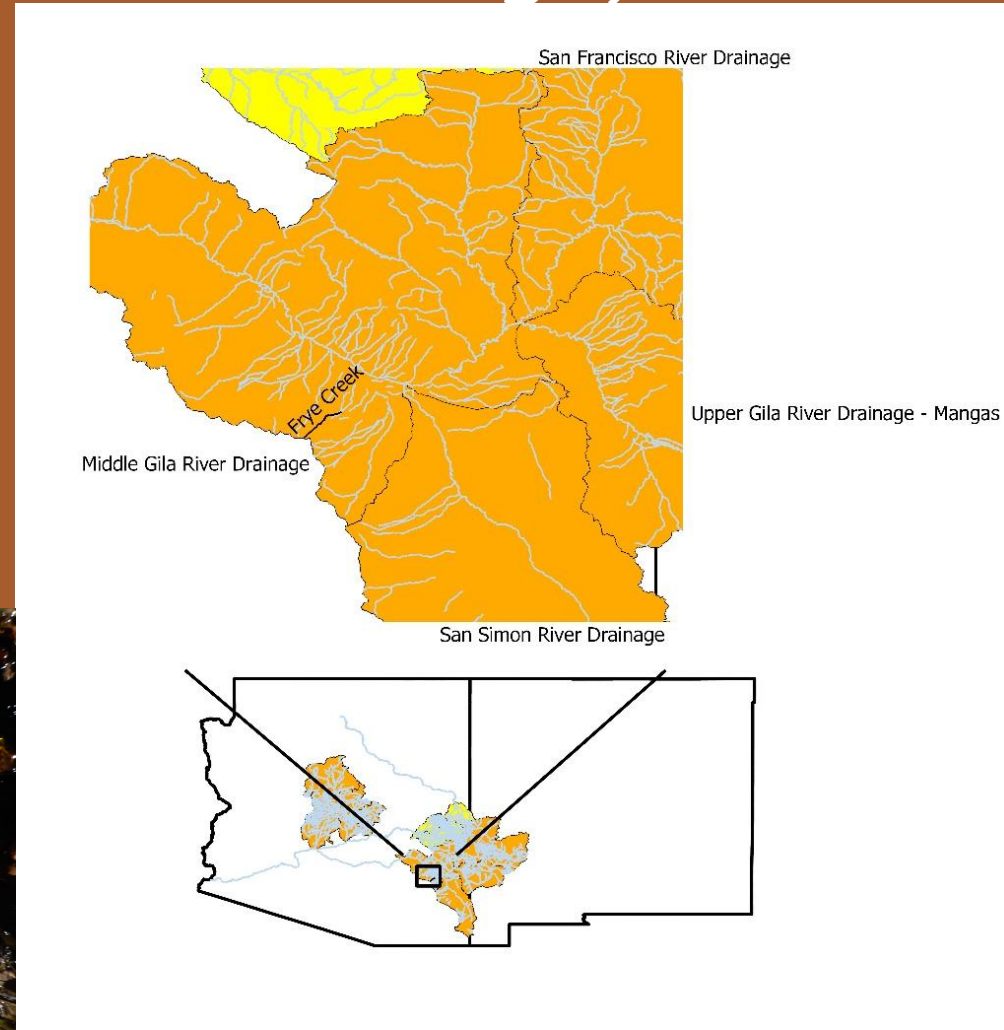 San Francisco River Drainage
Frye Creek
Upper Gila River Drainage - Mangas
Middle Gila River Drainage
San Simon River Drainage